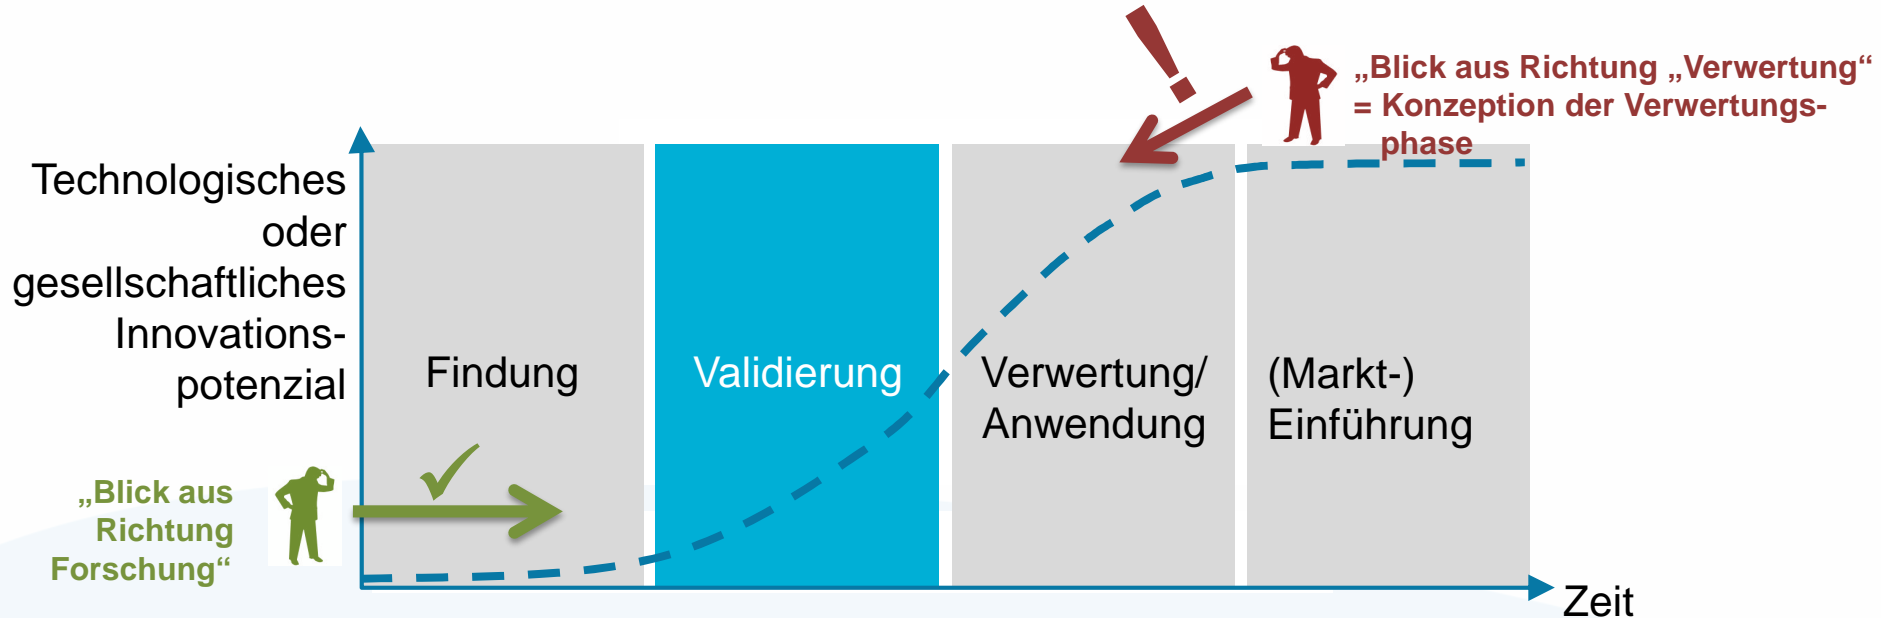 „Blick aus Richtung „Verwertung“
= Konzeption der Verwertungs-
phase
Technologisches
oder
gesellschaftliches
Innovations-
potenzial
Findung
Validierung
Verwertung/
Anwendung
(Markt-)
Einführung
„Blick aus
Richtung
Forschung“
Zeit